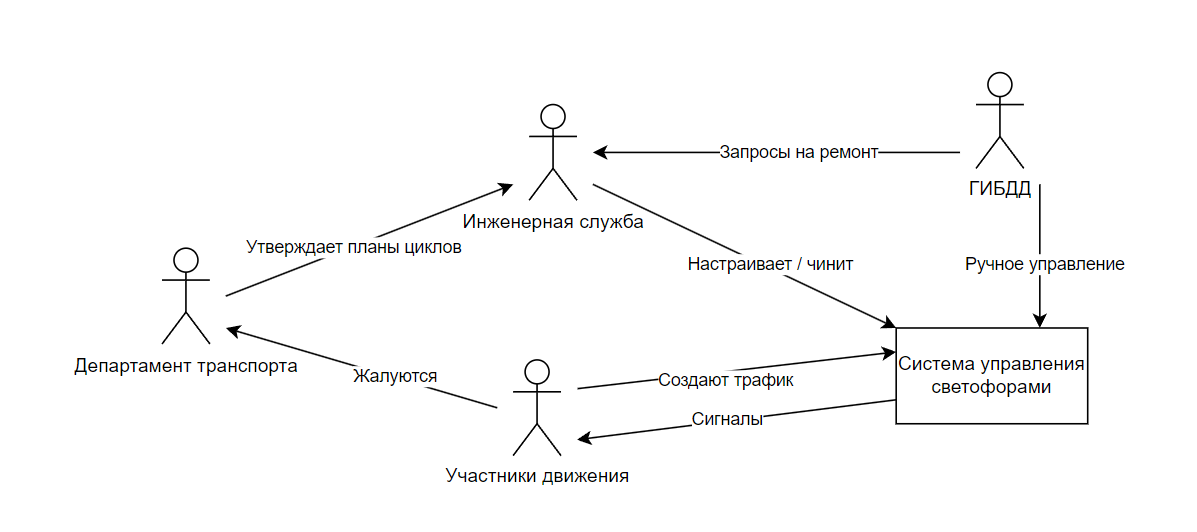 Запросы на ремонт
ГИБДД
Инженерная служба
Утверждает планы циклов
Настраивает / чинит
Ручное управление
Департамент транспорта
Жалуются
Создают трафик
Система управления
светофорами
Сигналы
Участники движения